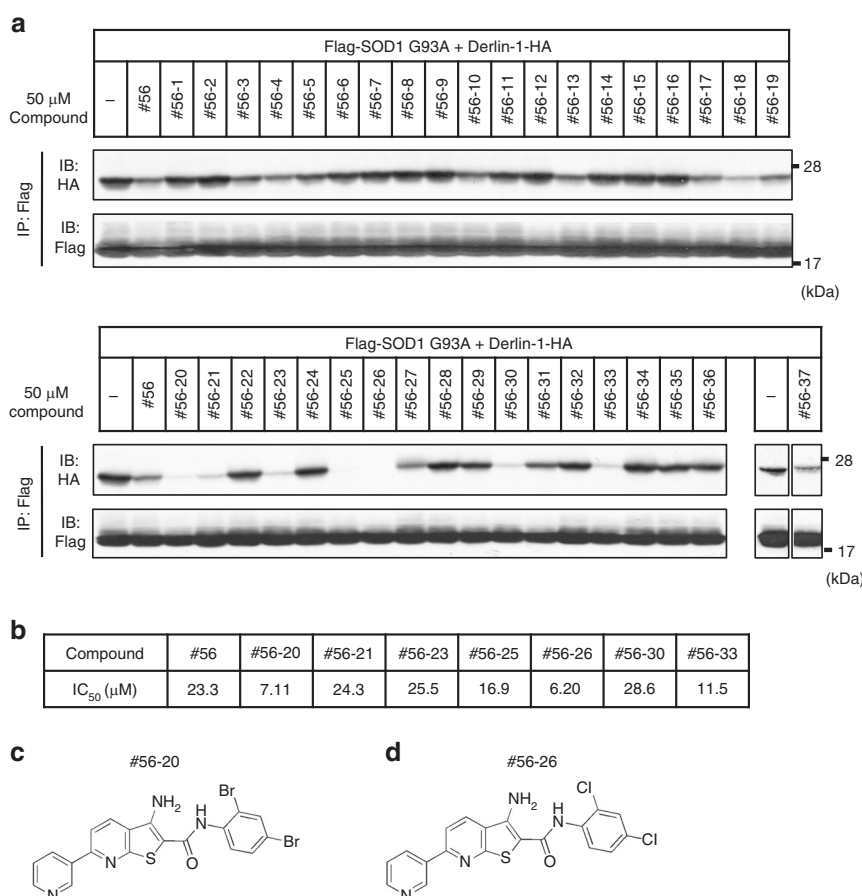 a
Flag-SOD1 G93A + Derlin-1-HA
50 μM
Compound
– #56 #56-1 #56-2 #56-3 #56-4 #56-5 #56-6 #56-7 #56-8 #56-9 #56-10 #56-11 #56-12 #56-13 #56-14 #56-15 #56-16 #56-17 #56-18 #56-19
IP: Flag
IB:
HA
28
IB:
Flag
17
(kDa)
Flag-SOD1 G93A + Derlin-1-HA
50 μM
compound
– #56 #56-20 #56-21 #56-22 #56-23 #56-24 #56-25 #56-26 #56-27 #56-28 #56-29 #56-30 #56-31 #56-32 #56-33 #56-34 #56-35 #56-36 – #56-37
IP: Flag
IB:
HA
28
IB:
Flag
17
(kDa)
b
Compound #56 #56-20 #56-21 #56-23 #56-25 #56-26 #56-30 #56-33
IC50 (μM) 23.3 7.11 24.3 25.5 16.9 6.20 28.6 11.5
c
#56-20
Br
NH2
H
N
Br
N
S
O
N
d
#56-26
Cl
NH2
H
N
Cl
N
S
O
N